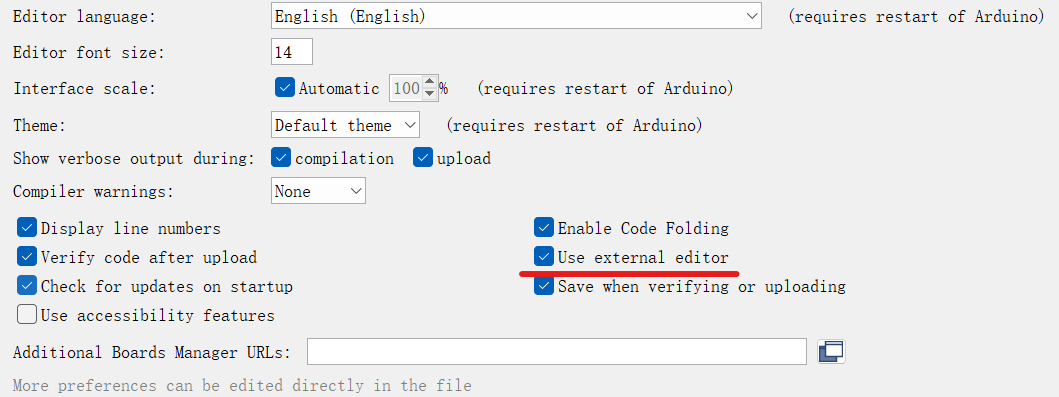 Editor language: English (English) (requires restart of Arduino)
Editor font size: 14
Interface scale: Automatic 100% (requires restart of Arduino)
Theme: Default theme (requires restart of Arduino)
Show verbose output during: compilation upload
Compiler warnings: None
Display line numbers Enable Code Folding
Verify code after upload Use external editor
Check for updates on startup Save when verifying or uploading
Use accessibility features
Additional Boards Manager URLs:
More preferences can be edited directly in the file